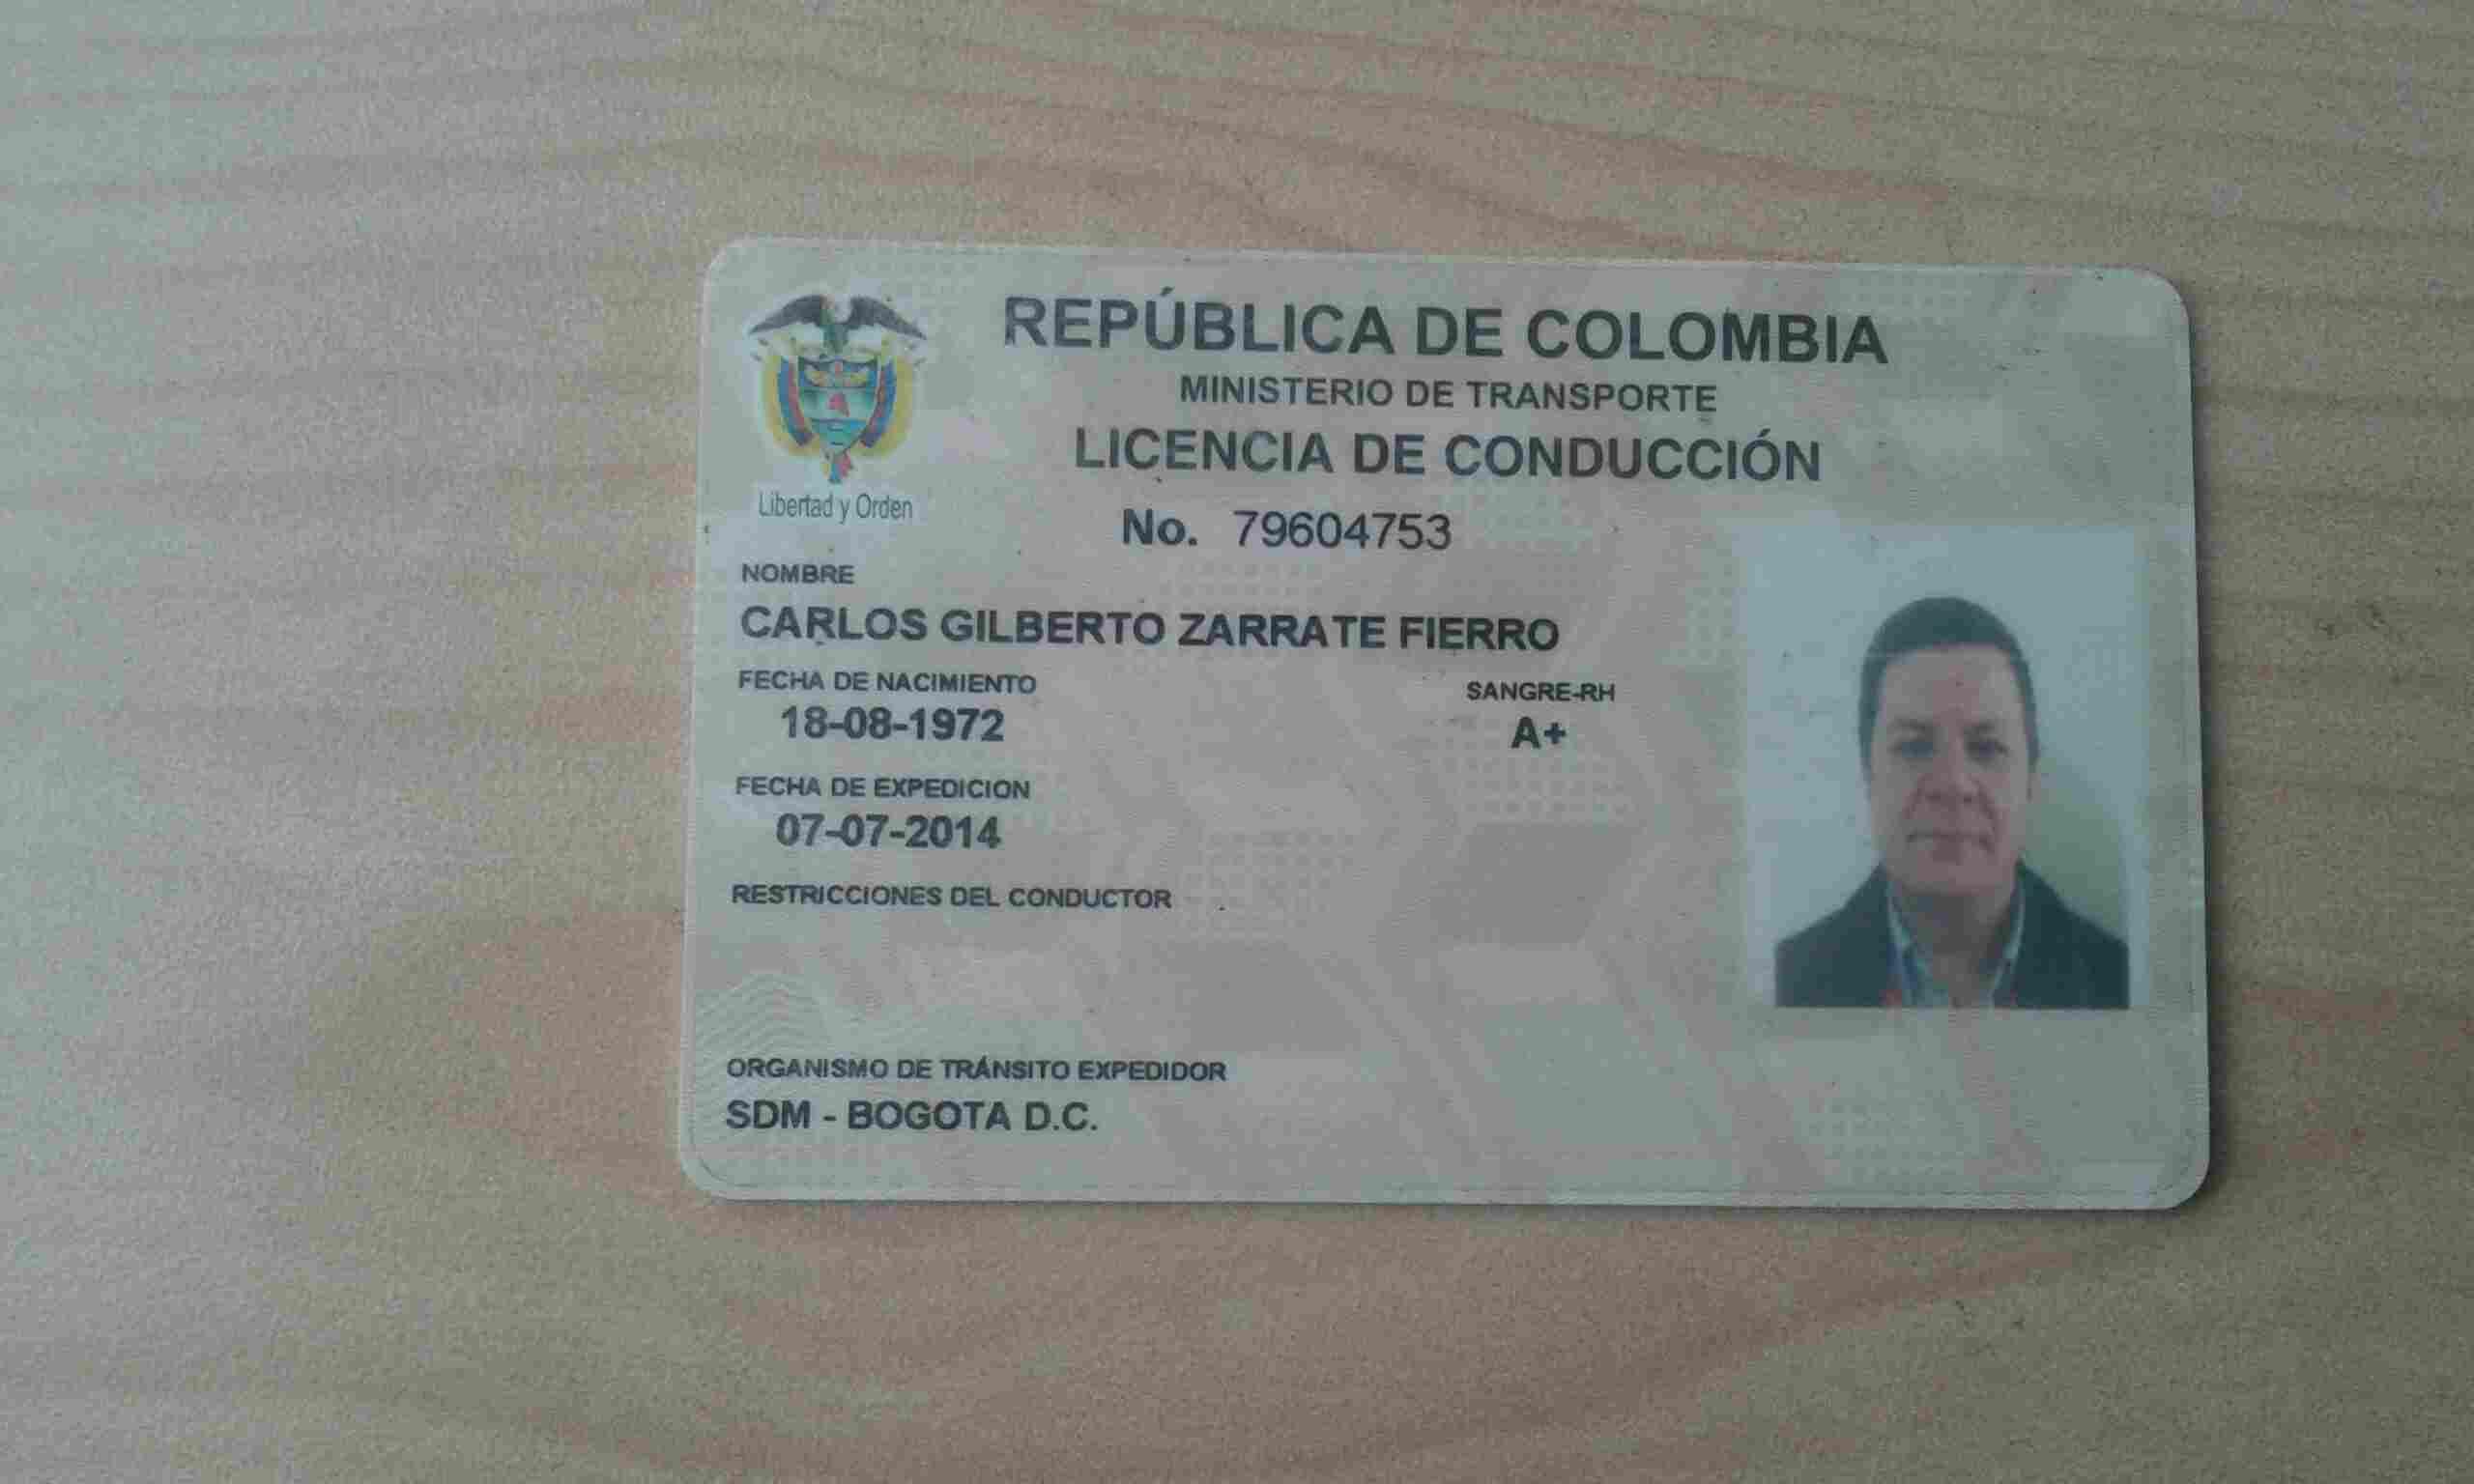 REPÚBLICA DE COLOMBIA
MINISTERIO DE TRANSPORTE
LICENCIA DE CONDUCCIÓN
Libertad y Orden
No. 79604753
NOMBRE
CARLOS GILBERTO ZARRATE FIERRO
FECHA DE NACIMIENTO
18-08-1972
SANGRE-RH
A+
FECHA DE EXPEDICION
07-07-2014
RESTRICCIONES DEL CONDUCTOR
ORGANISMO DE TRÁNSITO EXPEDIDOR
SDM - BOGOTA D.C.